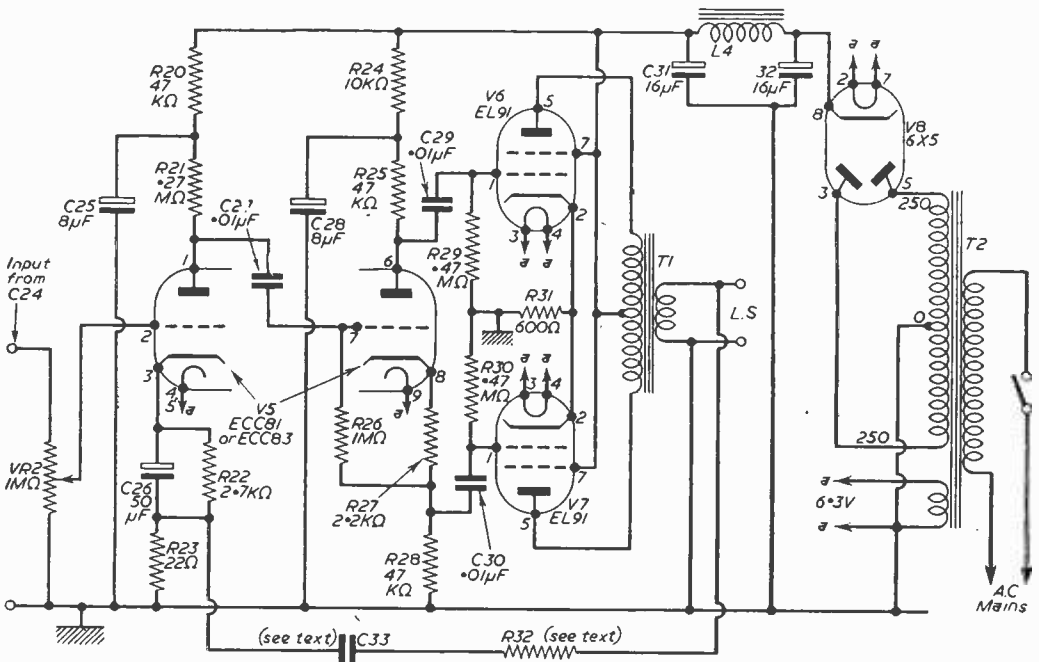 R20
47
KΩ
R24
10KΩ
L4
C31
16µF
32
16µF
a a
2 7
8
V8
6X5
3 5
250
V6
EL91
5
7
1
2
3 4
a a
C29
·01µF
R21
·27
MΩ
R25
47
KΩ
C25
8µF
·01µF
C28
8µF
R29
·47
MΩ
T1
T2
Input
from
C24
1
2
3
4
5
a
6
7
8
9
a
R31
600Ω
L.S
0
R30
·47
MΩ
a a
3 4
2
1
7
5
V7
EL91
V5
ECC81
or ECC83
R26
1MΩ
VR2
1MΩ
C26
50
µF
R22
2·7KΩ
R27
2·2KΩ
250
a
6·3V
a
R23
22Ω
R28
47
KΩ
C30
·01µF
A.C
Mains
(see text) C33
R32 (see text)